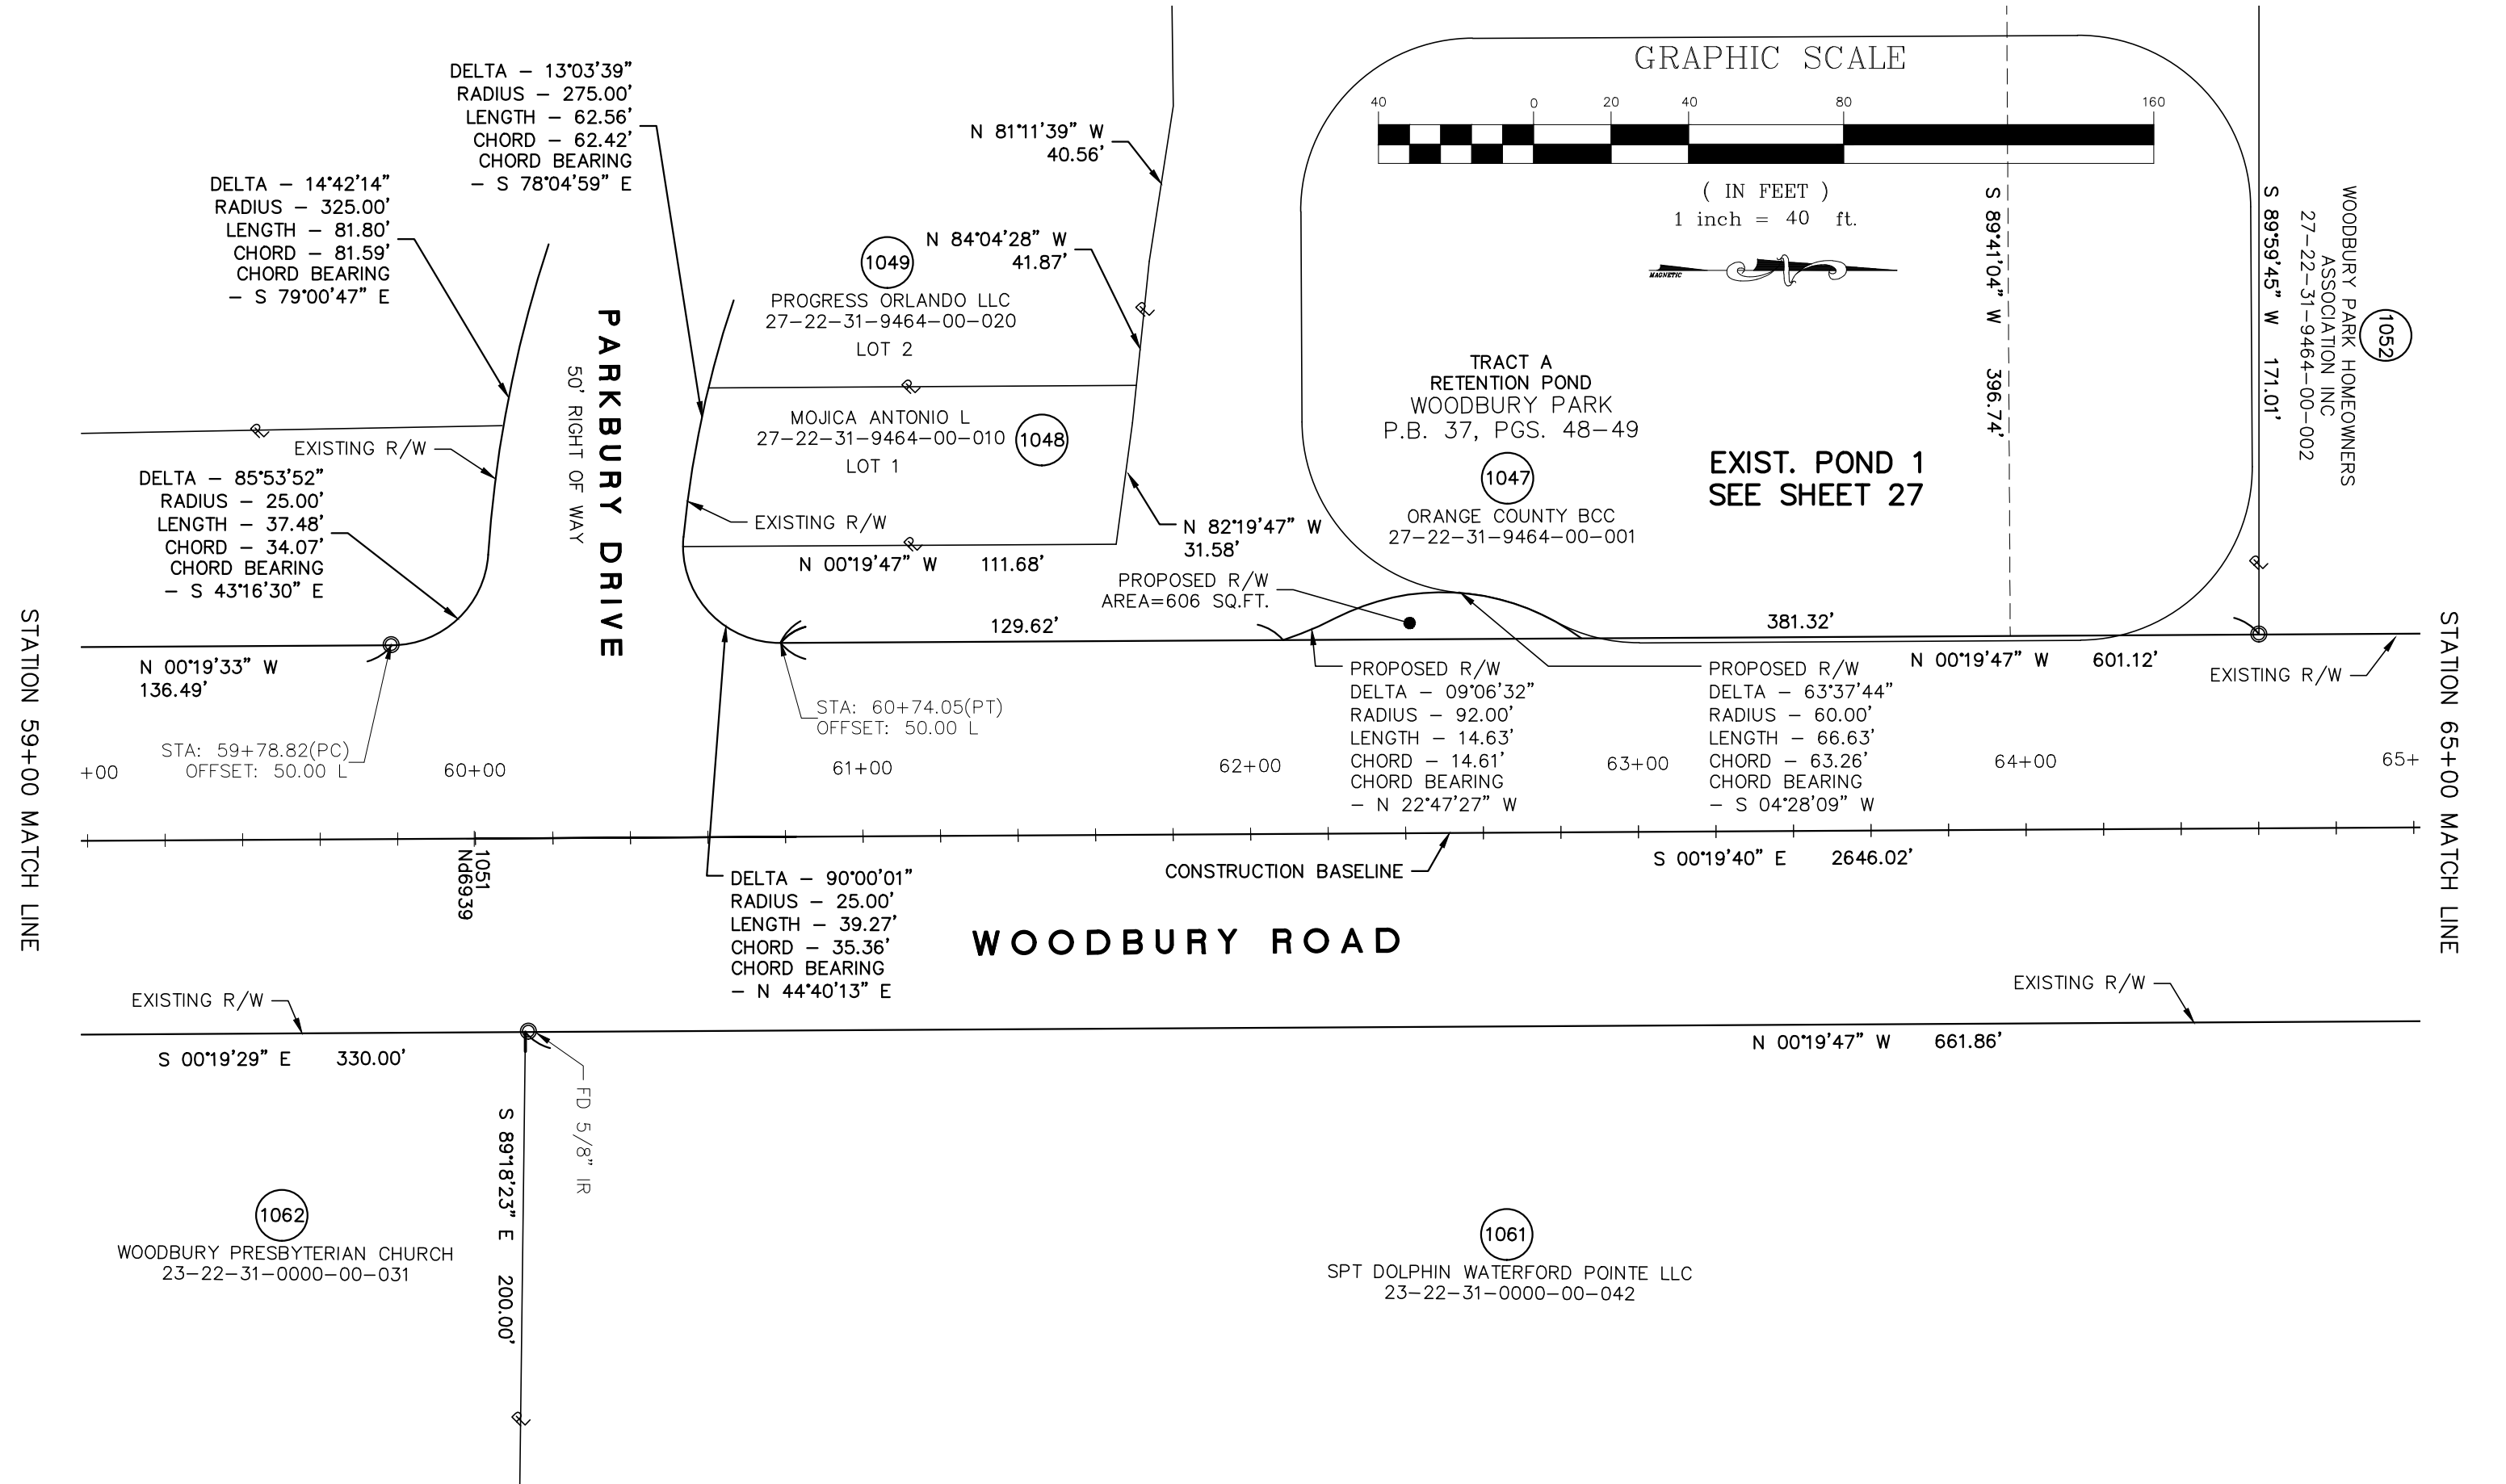 GRAPHIC SCALE
40 0 20 40 80 160
( IN FEET )
1 inch = 40 ft.
MAGNETIC
DELTA – 13°03'39"
RADIUS – 275.00'
LENGTH – 62.56'
CHORD – 62.42'
CHORD BEARING
– S 78°04'59" E
DELTA – 14°42'14"
RADIUS – 325.00'
LENGTH – 81.80'
CHORD – 81.59'
CHORD BEARING
– S 79°00'47" E
N 81°11'39" W
40.56'
N 84°04'28" W
41.87'
1049
PROGRESS ORLANDO LLC
27–22–31–9464–00–020
LOT 2
MOJICA ANTONIO L
27–22–31–9464–00–010
1048
LOT 1
PARKBURY DRIVE
50' RIGHT OF WAY
EXISTING R/W
DELTA – 85°53'52"
RADIUS – 25.00'
LENGTH – 37.48'
CHORD – 34.07'
CHORD BEARING
– S 43°16'30" E
EXISTING R/W
N 00°19'47" W 111.68'
N 82°19'47" W
31.58'
TRACT A
RETENTION POND
WOODBURY PARK
P.B. 37, PGS. 48–49
1047
ORANGE COUNTY BCC
27–22–31–9464–00–001
EXIST. POND 1
SEE SHEET 27
S 89°41'04" W 396.74'
S 89°59'45" W 171.01'
WOODBURY PARK HOMEOWNERS
ASSOCIATION INC
27–22–31–9464–00–002
1052
PROPOSED R/W
AREA=606 SQ.FT.
129.62'
381.32'
N 00°19'47" W 601.12'
EXISTING R/W
N 00°19'33" W
136.49'
STA: 59+78.82(PC)
OFFSET: 50.00 L
STA: 60+74.05(PT)
OFFSET: 50.00 L
PROPOSED R/W
DELTA – 09°06'32"
RADIUS – 92.00'
LENGTH – 14.63'
CHORD – 14.61'
CHORD BEARING
– N 22°47'27" W
PROPOSED R/W
DELTA – 63°37'44"
RADIUS – 60.00'
LENGTH – 66.63'
CHORD – 63.26'
CHORD BEARING
– S 04°28'09" W
STATION 59+00 MATCH LINE
STATION 65+00 MATCH LINE
+00 60+00 61+00 62+00 63+00 64+00 65+
1051
Nd6939
CONSTRUCTION BASELINE
S 00°19'40" E 2646.02'
DELTA – 90°00'01"
RADIUS – 25.00'
LENGTH – 39.27'
CHORD – 35.36'
CHORD BEARING
– N 44°40'13" E
WOODBURY ROAD
EXISTING R/W
EXISTING R/W
S 00°19'29" E 330.00'
N 00°19'47" W 661.86'
FD 5/8" IR
S 89°18'23" E 200.00'
1062
WOODBURY PRESBYTERIAN CHURCH
23–22–31–0000–00–031
1061
SPT DOLPHIN WATERFORD POINTE LLC
23–22–31–0000–00–042